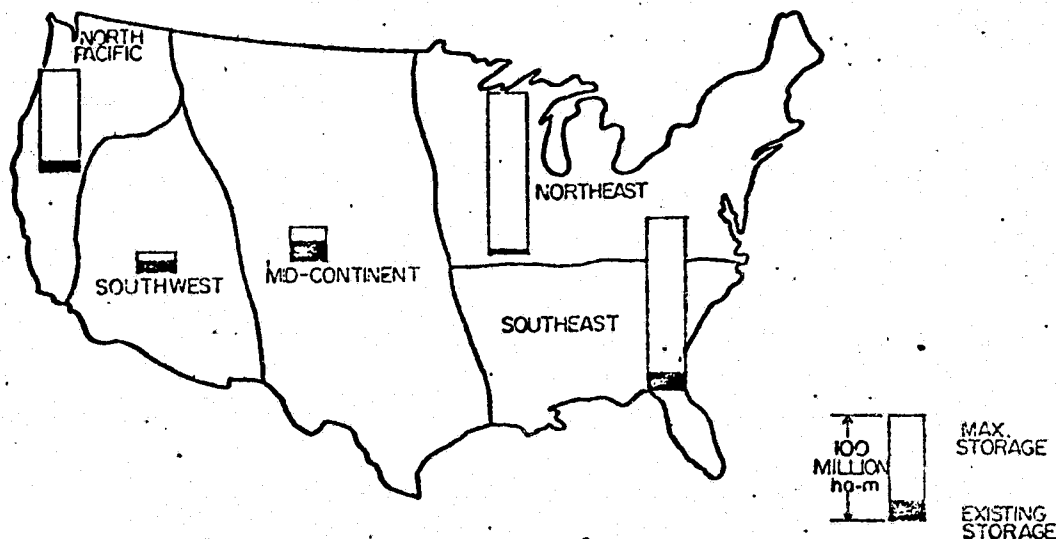 NORTH
PACIFIC
NORTHEAST
MID-CONTINENT
SOUTHWEST
SOUTHEAST
100
MILLION
ha-m
MAX.
STORAGE
EXISTING
STORAGE